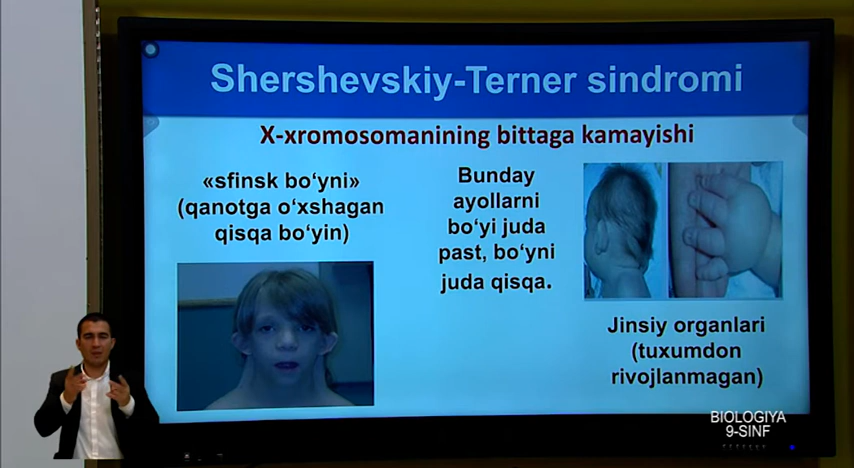 Shershevskiy-Terner sindromi
X-xromosomanining bittaga kamayishi
«sfinsk bo‘yni»
(qanotga o‘xshagan
qisqa bo‘yin)
Bunday
ayollarni
bo‘yi juda
past, bo‘yni
juda qisqa.
Jinsiy organlari
(tuxumdon
rivojlanmagan)
BIOLOGIYA
9-SINF